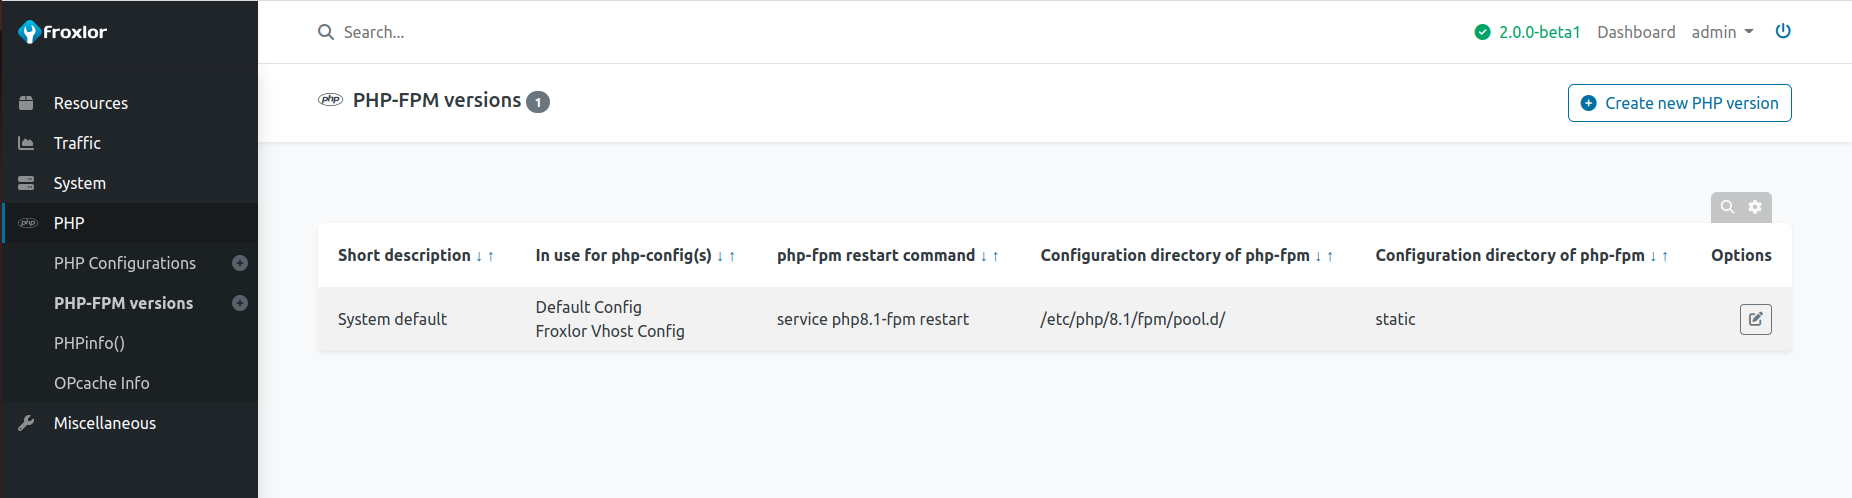 froxlor
Search...
2.0.0-beta1 Dashboard admin
Resources
Traffic
System
php PHP
PHP Configurations
PHP-FPM versions
PHPinfo()
OPcache Info
Miscellaneous
php PHP-FPM versions 1
Create new PHP version
Short description ↓ ↑ In use for php-config(s) ↓ ↑ php-fpm restart command ↓ ↑ Configuration directory of php-fpm ↓ ↑ Configuration directory of php-fpm ↓ ↑ Options
System default Default Config service php8.1-fpm restart /etc/php/8.1/fpm/pool.d/ static
Froxlor Vhost Config